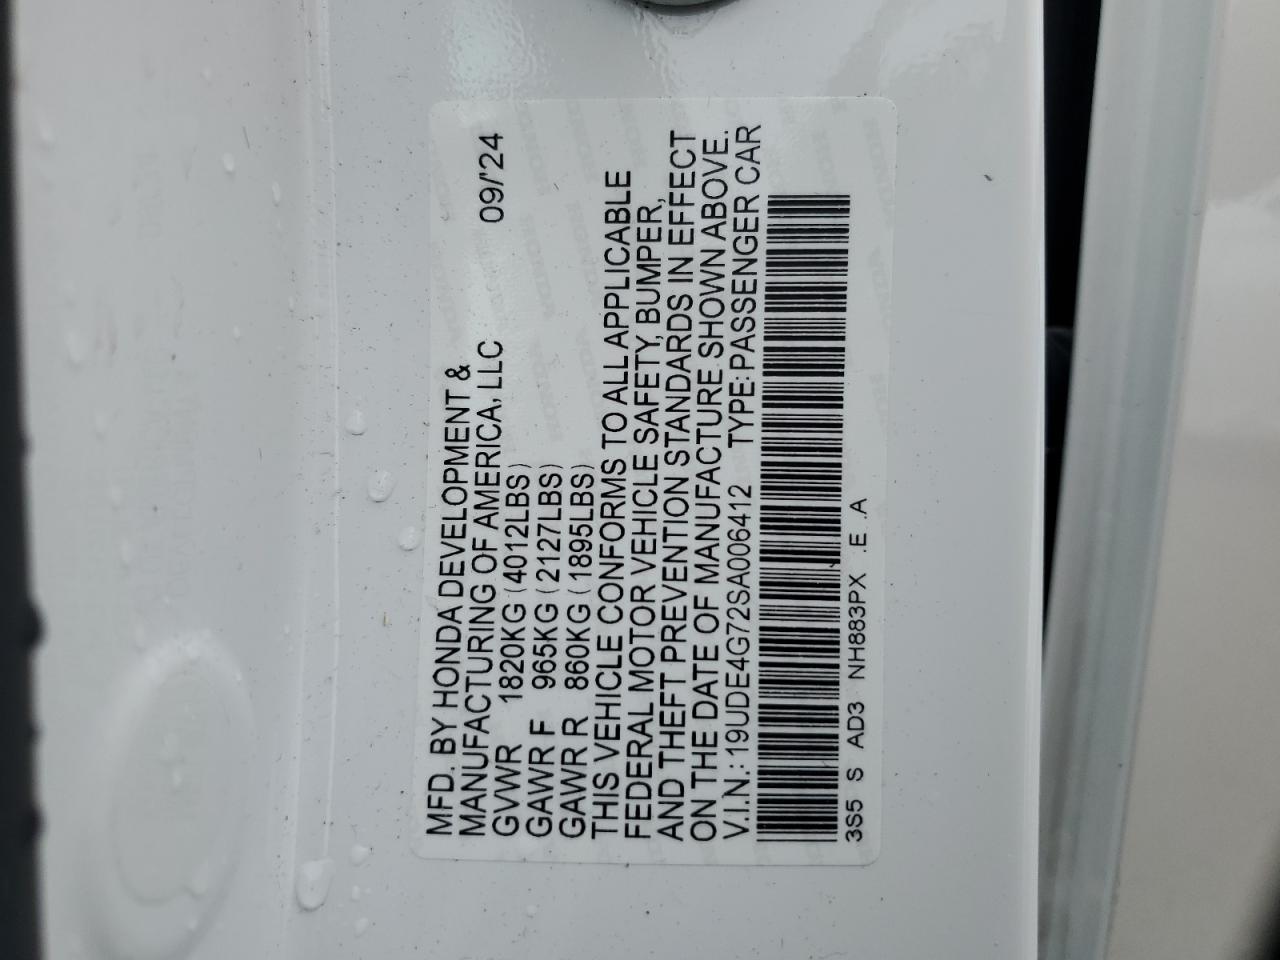 MFD. BY HONDA DEVELOPMENT &
MANUFACTURING OF AMERICA, LLC 09/'24
GVWR 1820KG (4012LBS)
GAWR F 965KG (2127LBS)
GAWR R 860KG (1895LBS)
THIS VEHICLE CONFORMS TO ALL APPLICABLE
FEDERAL MOTOR VEHICLE SAFETY, BUMPER,
AND THEFT PREVENTION STANDARDS IN EFFECT
ON THE DATE OF MANUFACTURE SHOWN ABOVE.
V.I.N.: 19UDE4G72SA006412 TYPE: PASSENGER CAR
3S5 S AD3 NH883PX .E .A